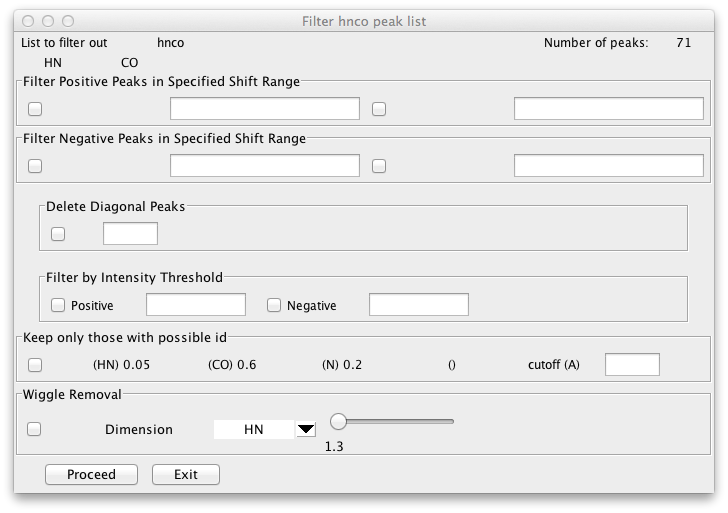 Filter hnco peak list
List to filter out hnco Number of peaks: 71
HN CO
Filter Positive Peaks in Specified Shift Range
Filter Negative Peaks in Specified Shift Range
Delete Diagonal Peaks
Filter by Intensity Threshold
Positive Negative
Keep only those with possible id
(HN) 0.05 (CO) 0.6 (N) 0.2 () cutoff (A)
Wiggle Removal
Dimension HN
1.3
Proceed Exit